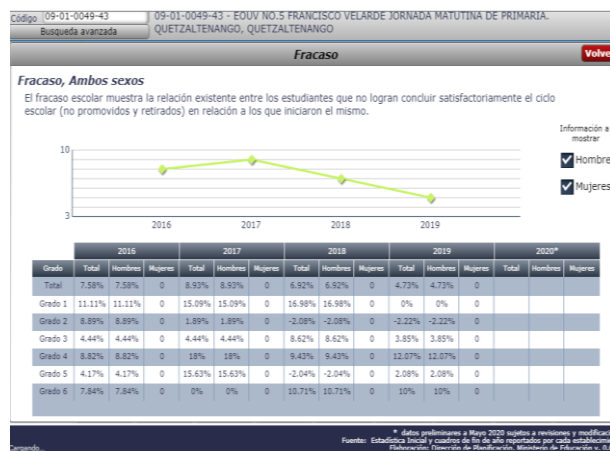 Código 09-01-0049-43
09-01-0049-43 - EOUV NO.5 FRANCISCO VELARDE JORNADA MATUTINA DE PRIMARIA.
Busqueda avanzada
QUETZALTENANGO, QUETZALTENANGO
Fracaso
Volve
Fracaso, Ambos sexos
El fracaso escolar muestra la relación existente entre los estudiantes que no logran concluir satisfactoriamente el ciclo
escolar (no promovidos y retirados) en relación a los que iniciaron el mismo.
Información a
mostrar
Hombre
Mujeres
10
3
2016 2017 2018 2019
2016 2017 2018 2019 2020*
Grado Total Hombres Mujeres Total Hombres Mujeres Total Hombres Mujeres Total Hombres Mujeres Total Hombres Mujeres
Total 7.58% 7.58% 0 8.93% 8.93% 0 6.92% 6.92% 0 4.73% 4.73% 0
Grado 1 11.11% 11.11% 0 15.09% 15.09% 0 16.98% 16.98% 0 0% 0% 0
Grado 2 8.89% 8.89% 0 1.89% 1.89% 0 -2.08% -2.08% 0 -2.22% -2.22% 0
Grado 3 4.44% 4.44% 0 4.44% 4.44% 0 8.62% 8.62% 0 3.85% 3.85% 0
Grado 4 8.82% 8.82% 0 18% 18% 0 9.43% 9.43% 0 12.07% 12.07% 0
Grado 5 4.17% 4.17% 0 15.63% 15.63% 0 -2.04% -2.04% 0 2.08% 2.08% 0
Grado 6 7.84% 7.84% 0 0% 0% 0 10.71% 10.71% 0 10% 10% 0
* datos preliminares a Mayo 2020 sujetos a revisiones y modificaci
Fuente: Estadística Inicial y cuadros de fin de año reportados por cada establecimie
Cargando... Elaboración: Dirección de Planificación, Ministerio de Educación v. 0.